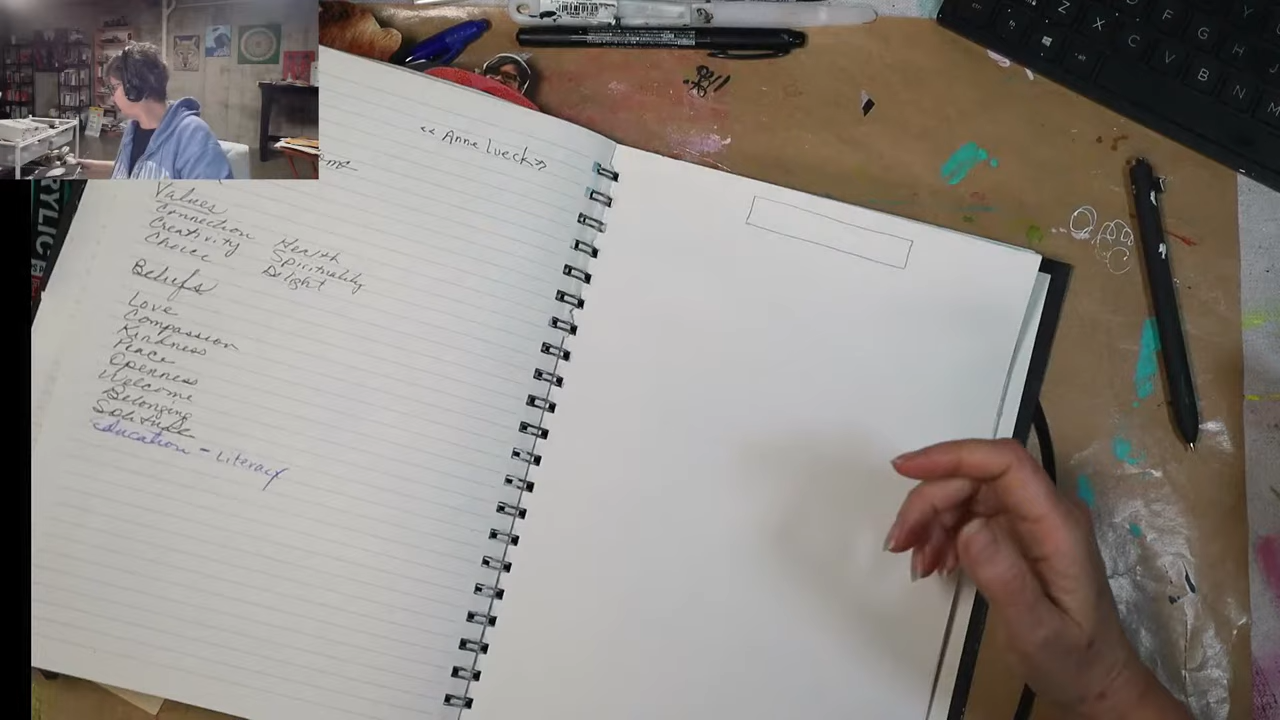 << Anne Lueck >>
Values
Connection
Creativity
Choice
Health
Spirituality
Delight
Beliefs
Love
Compassion
Kindness
Peace
Openness
Welcome
Belonging
Solitude
Education - Literacy